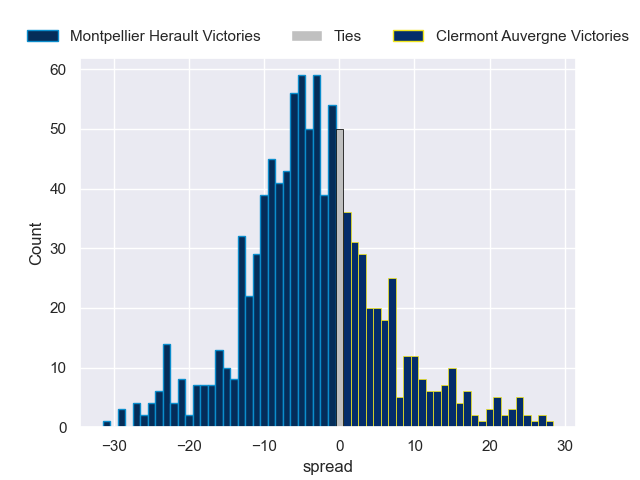 Montpellier Herault Victories Ties Clermont Auvergne Victories
60
50
40
30
20
10
0
Count
−30 −20 −10 0 10 20 30
spread